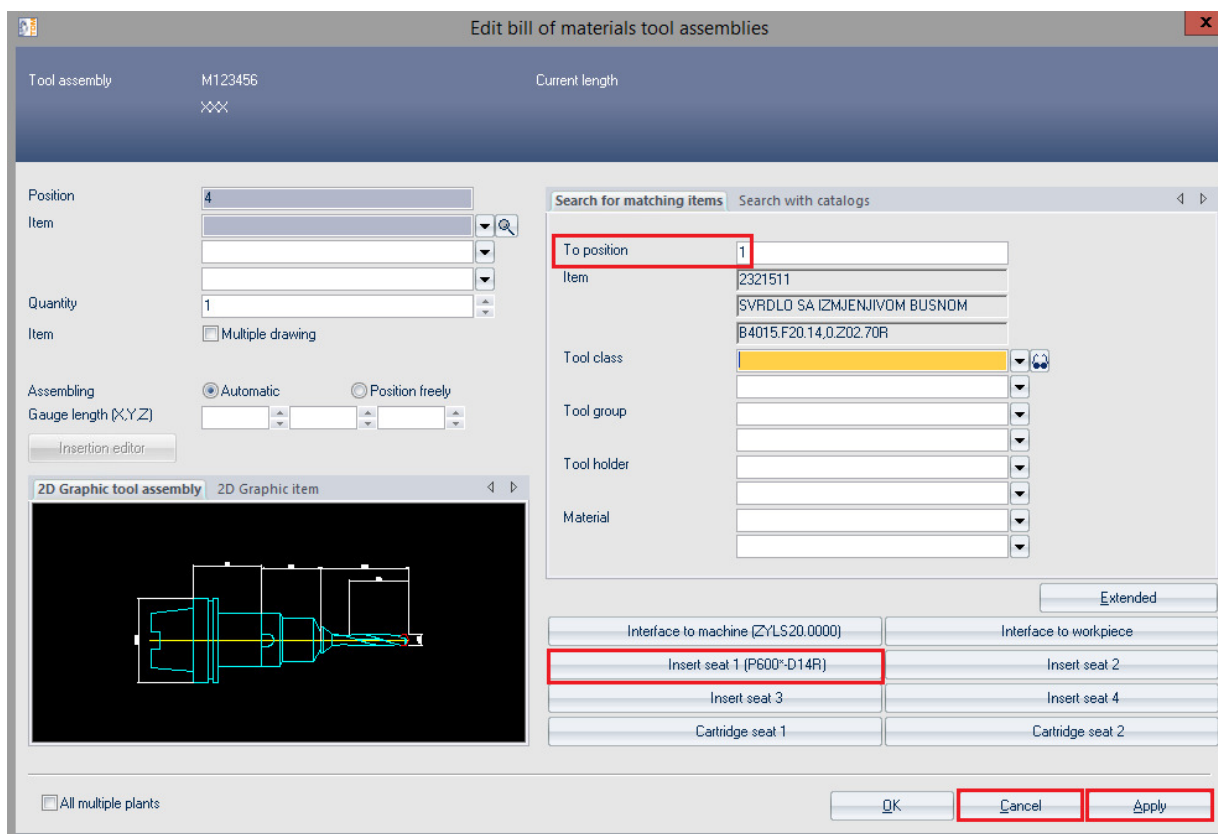 Edit bill of materials tool assemblies
x
Tool assembly M123456 Current length
XXX
Position 4
Item
Quantity 1
Item Multiple drawing
Assembling Automatic Position freely
Gauge length (X,Y,Z)
Insertion editor
2D Graphic tool assembly 2D Graphic item
Search for matching items Search with catalogs
To position 1
Item 2321511
SVRDLO SA IZMJENJIVOM BUSNOM
B4015.F20.14,0.Z02.70R
Tool class
Tool group
Tool holder
Material
Extended
Interface to machine (ZYLS20.0000) Interface to workpiece
Insert seat 1 (P600*-D14R) Insert seat 2
Insert seat 3 Insert seat 4
Cartridge seat 1 Cartridge seat 2
All multiple plants OK Cancel Apply